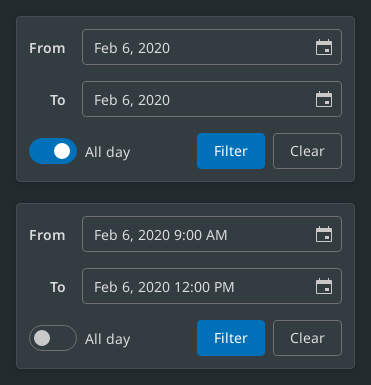 From Feb 6, 2020
To Feb 6, 2020
All day Filter Clear
From Feb 6, 2020 9:00 AM
To Feb 6, 2020 12:00 PM
All day Filter Clear